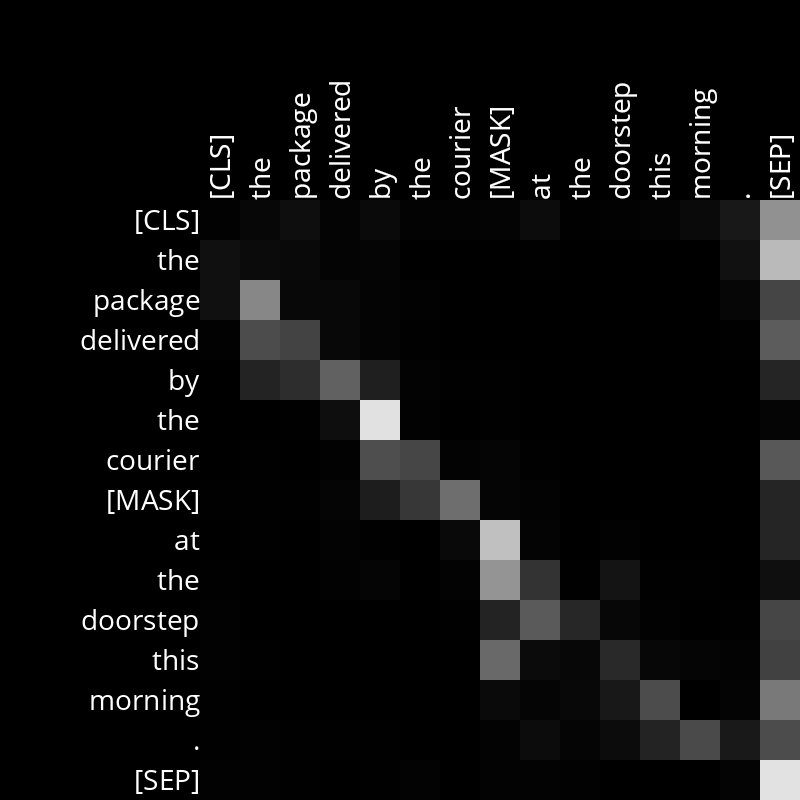 [CLS]
the
package
delivered
by
the
courier
[MASK]
at
the
doorstep
this
morning
.
[SEP]
[CLS]
the
package
delivered
by
the
courier
[MASK]
at
the
doorstep
this
morning
.
[SEP]